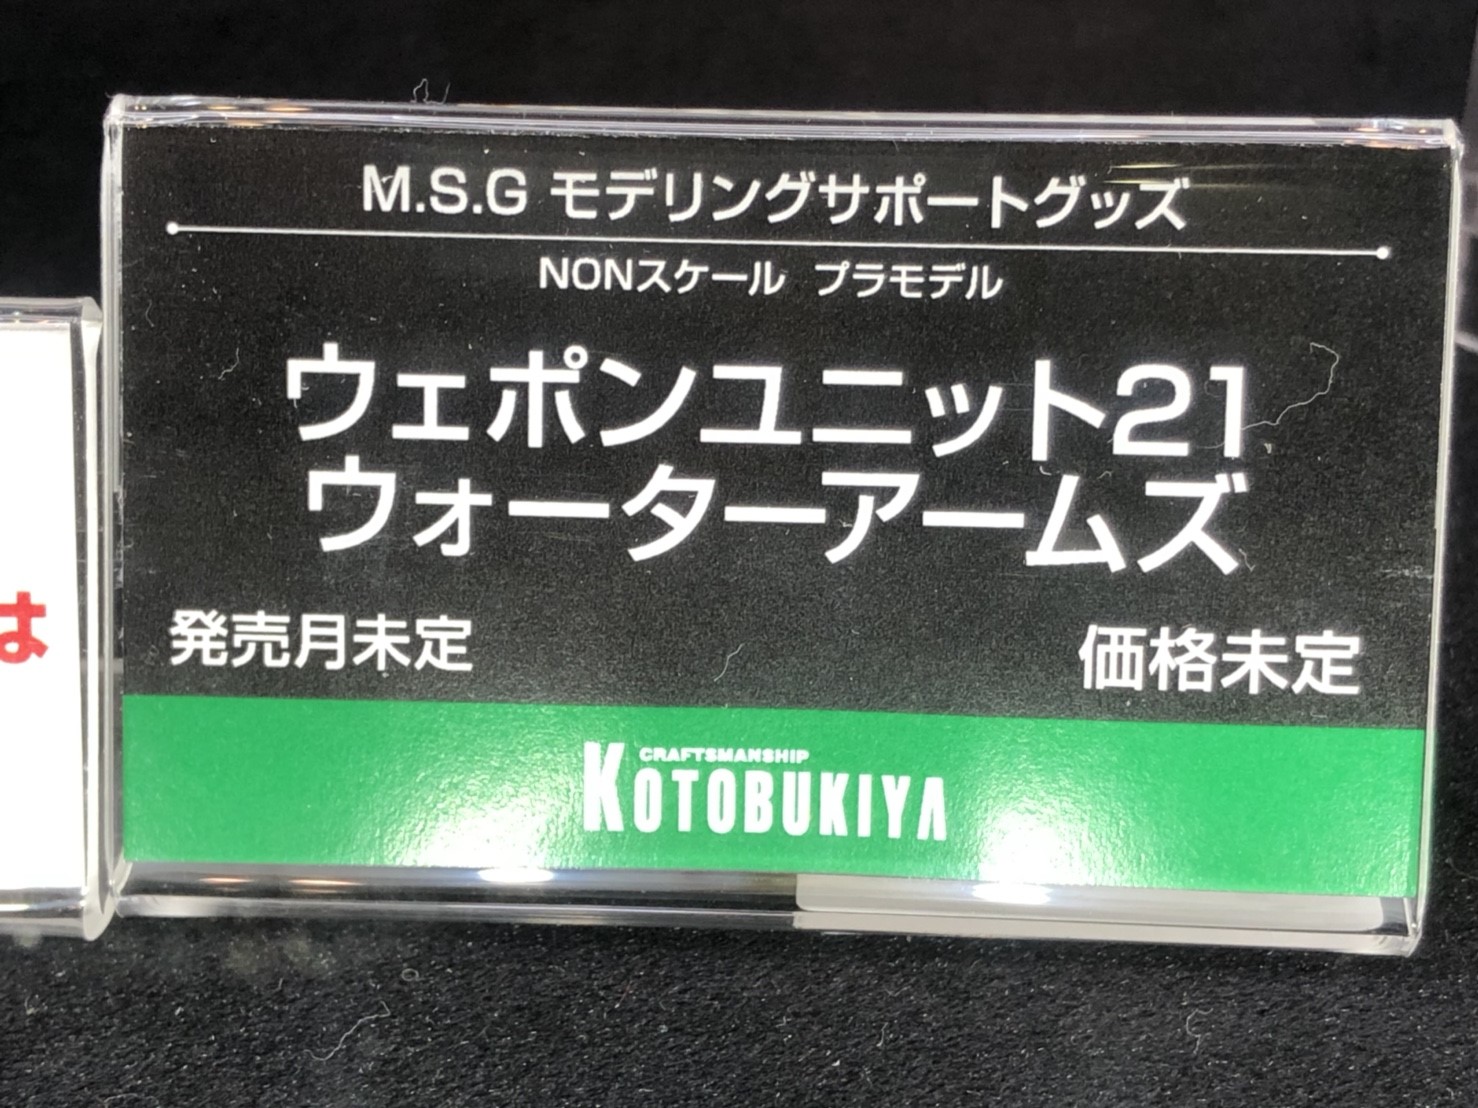 M.S.G モデリングサポートグッズ
NONスケール プラモデル
ウェポンユニット21
ウォーターアームズ
発売月未定
価格未定
CRAFTSMANSHIP
KOTOBUKIYA
は